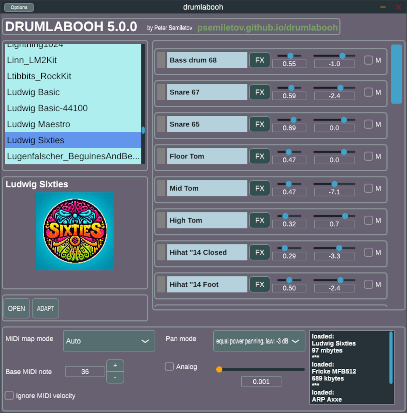 Options
drumlabooh
DRUMLABOOH 5.0.0
by Peter Semiletov
psemiletov.github.io/drumlabooh
Lightning1024
Linn_LM2Kit
Ltibbits_RockKit
Ludwig Basic
Ludwig Basic-44100
Ludwig Maestro
Ludwig Sixties
Lugenfalscher_BeguinesAndBe...
Ludwig Sixties
SIXTIES
OPEN
ADAPT
Bass drum 68
FX
0.55
-1.0
M
Snare 67
FX
0.59
-2.4
M
Snare 65
FX
0.69
0.0
M
Floor Tom
FX
0.47
0.0
M
Mid Tom
FX
0.47
-7.1
M
High Tom
FX
0.32
0.7
M
Hihat "14 Closed
FX
0.29
-3.3
M
Hihat "14 Foot
FX
0.50
-2.4
M
MIDI map mode
Auto
Base MIDI note
36
+
-
Ignore MIDI velocity
Pan mode
equal power panning, law: -3 dB
Analog
0.001
loaded:
Ludwig Sixties
97 mbytes
***
loaded:
Fricke MFB512
689 kbytes
***
loaded:
ARP Axxe